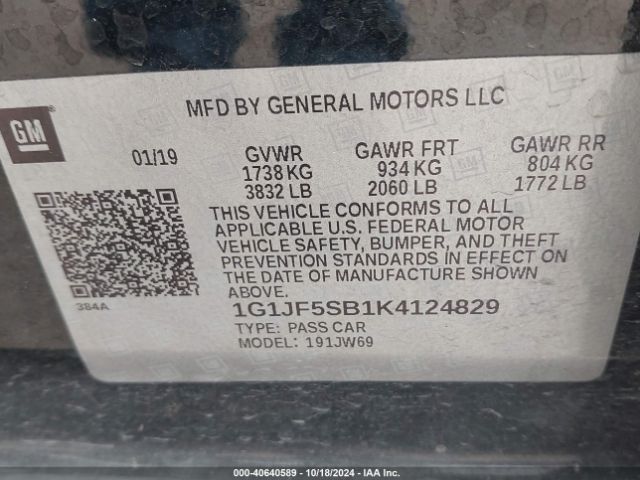 MFD BY GENERAL MOTORS LLC
GM
01/19
GVWR
1738 KG
3832 LB
GAWR FRT
934 KG
2060 LB
GAWR RR
804 KG
1772 LB
THIS VEHICLE CONFORMS TO ALL
APPLICABLE U.S. FEDERAL MOTOR
VEHICLE SAFETY, BUMPER, AND THEFT
PREVENTION STANDARDS IN EFFECT ON
THE DATE OF MANUFACTURE SHOWN
ABOVE.
384A
1G1JF5SB1K4124829
TYPE: PASS CAR
MODEL: 191JW69
000-40640589 - 10/18/2024 - IAA Inc.